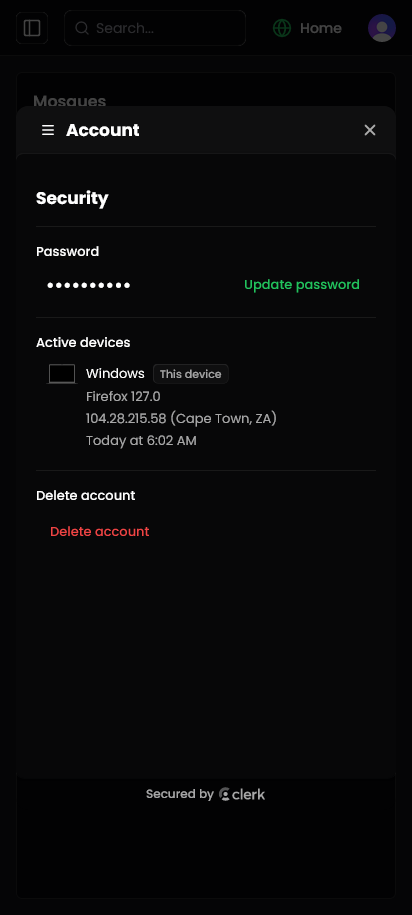 Search...
Home
Mosques
Account
Security
Password
••••••••••
Update password
Active devices
Windows
This device
Firefox 127.0
104.28.215.58 (Cape Town, ZA)
Today at 6:02 AM
Delete account
Delete account
Secured by clerk